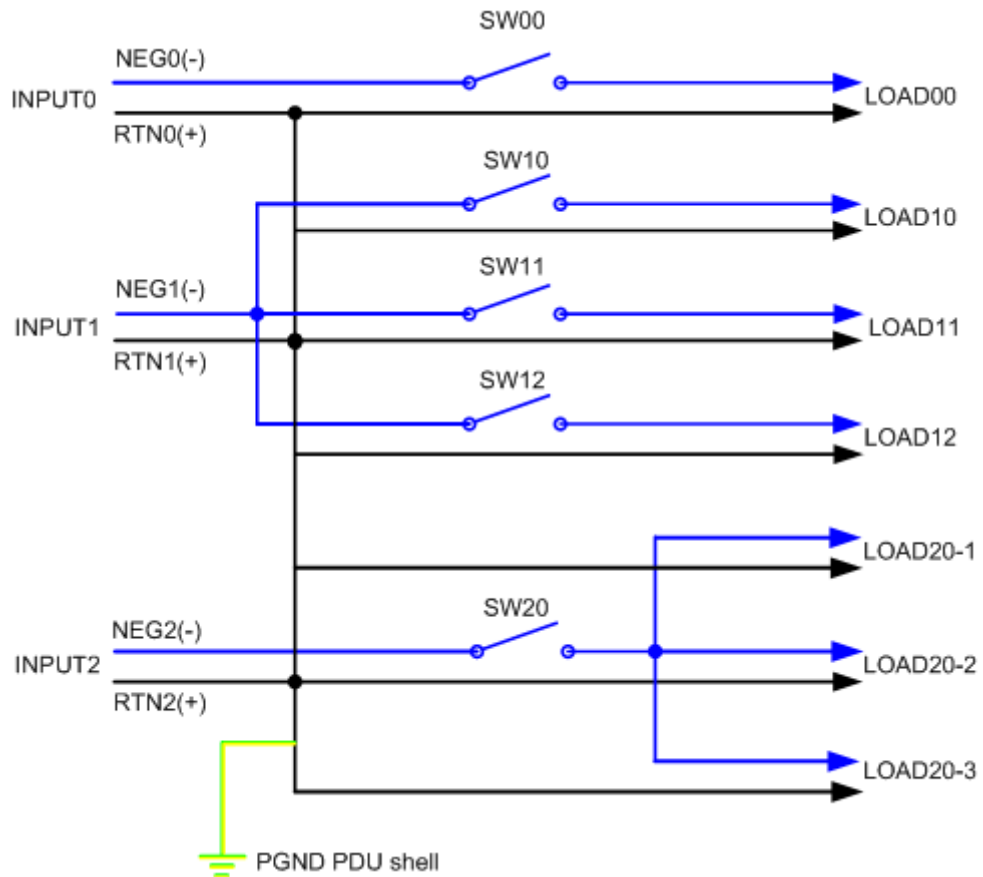 SW00
NEG0(-)
INPUT0
LOAD00
RTN0(+)
SW10
LOAD10
SW11
NEG1(-)
INPUT1
LOAD11
RTN1(+)
SW12
LOAD12
LOAD20-1
SW20
NEG2(-)
INPUT2
LOAD20-2
RTN2(+)
LOAD20-3
PGND PDU shell